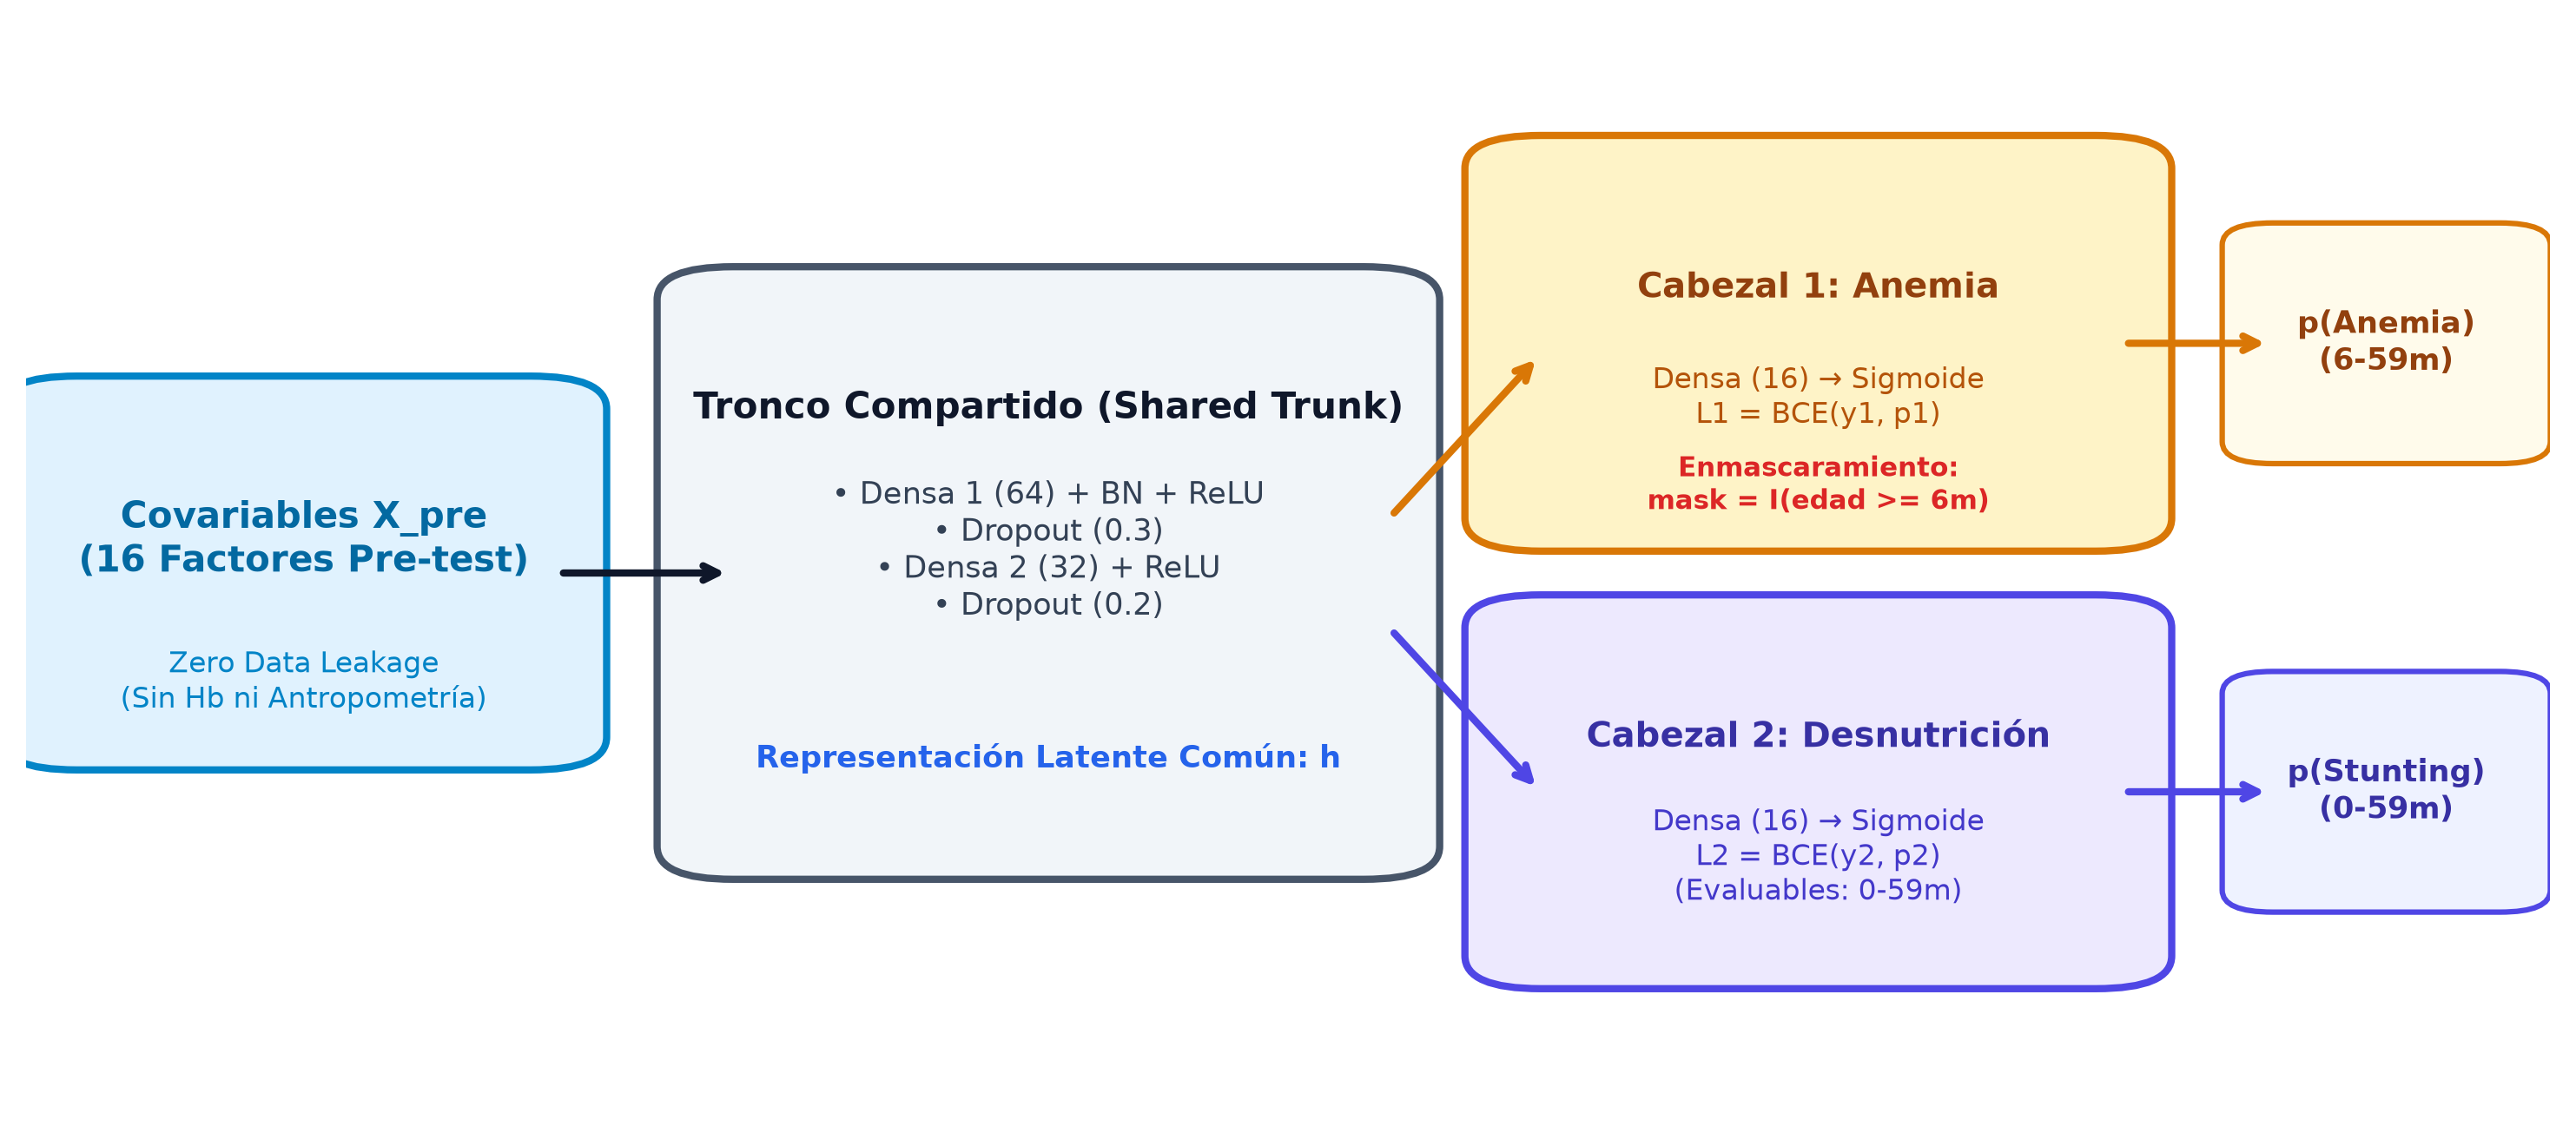 Covariables X_pre
(16 Factores Pre-test)
Zero Data Leakage
(Sin Hb ni Antropometría)
Tronco Compartido (Shared Trunk)
• Densa 1 (64) + BN + ReLU
• Dropout (0.3)
• Densa 2 (32) + ReLU
• Dropout (0.2)
Representación Latente Común: h
Cabezal 1: Anemia
Densa (16) → Sigmoide
L1 = BCE(y1, p1)
Enmascaramiento:
mask = I(edad >= 6m)
p(Anemia)
(6-59m)
Cabezal 2: Desnutrición
Densa (16) → Sigmoide
L2 = BCE(y2, p2)
(Evaluables: 0-59m)
p(Stunting)
(0-59m)